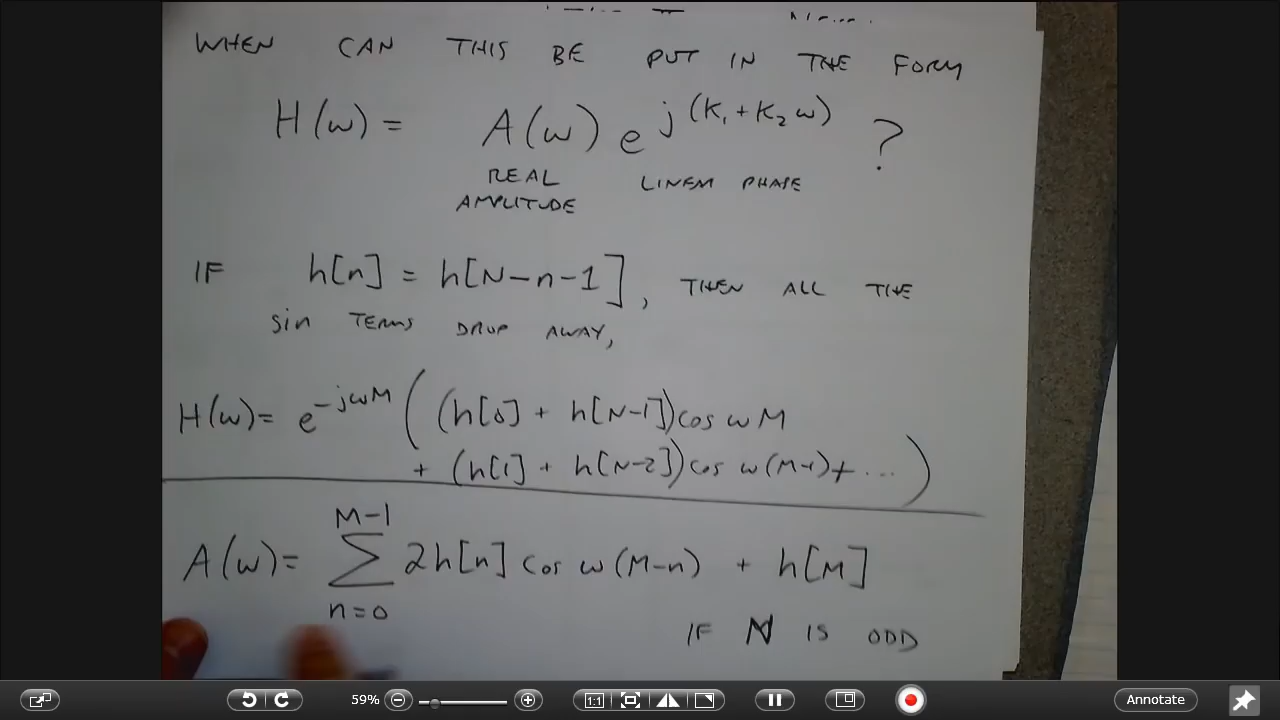 WHEN CAN THIS BE PUT IN THE FORM
H(ω) = A(ω) e^{j(K₁+K₂ω)} ?
REAL LINEAR PHASE
AMPLITUDE
IF h[n] = h[N-n-1], THEN ALL THE
sin TERMS DROP AWAY,
H(ω) = e^{-jωM} ( (h[0] + h[N-1]) cos ωM
+ (h[1] + h[N-2]) cos ω(M-1) + ... )
M-1
A(ω) = ∑ 2h[n] cos ω(M-n) + h[M]
n=0
IF N IS ODD
59%
1:1
Annotate